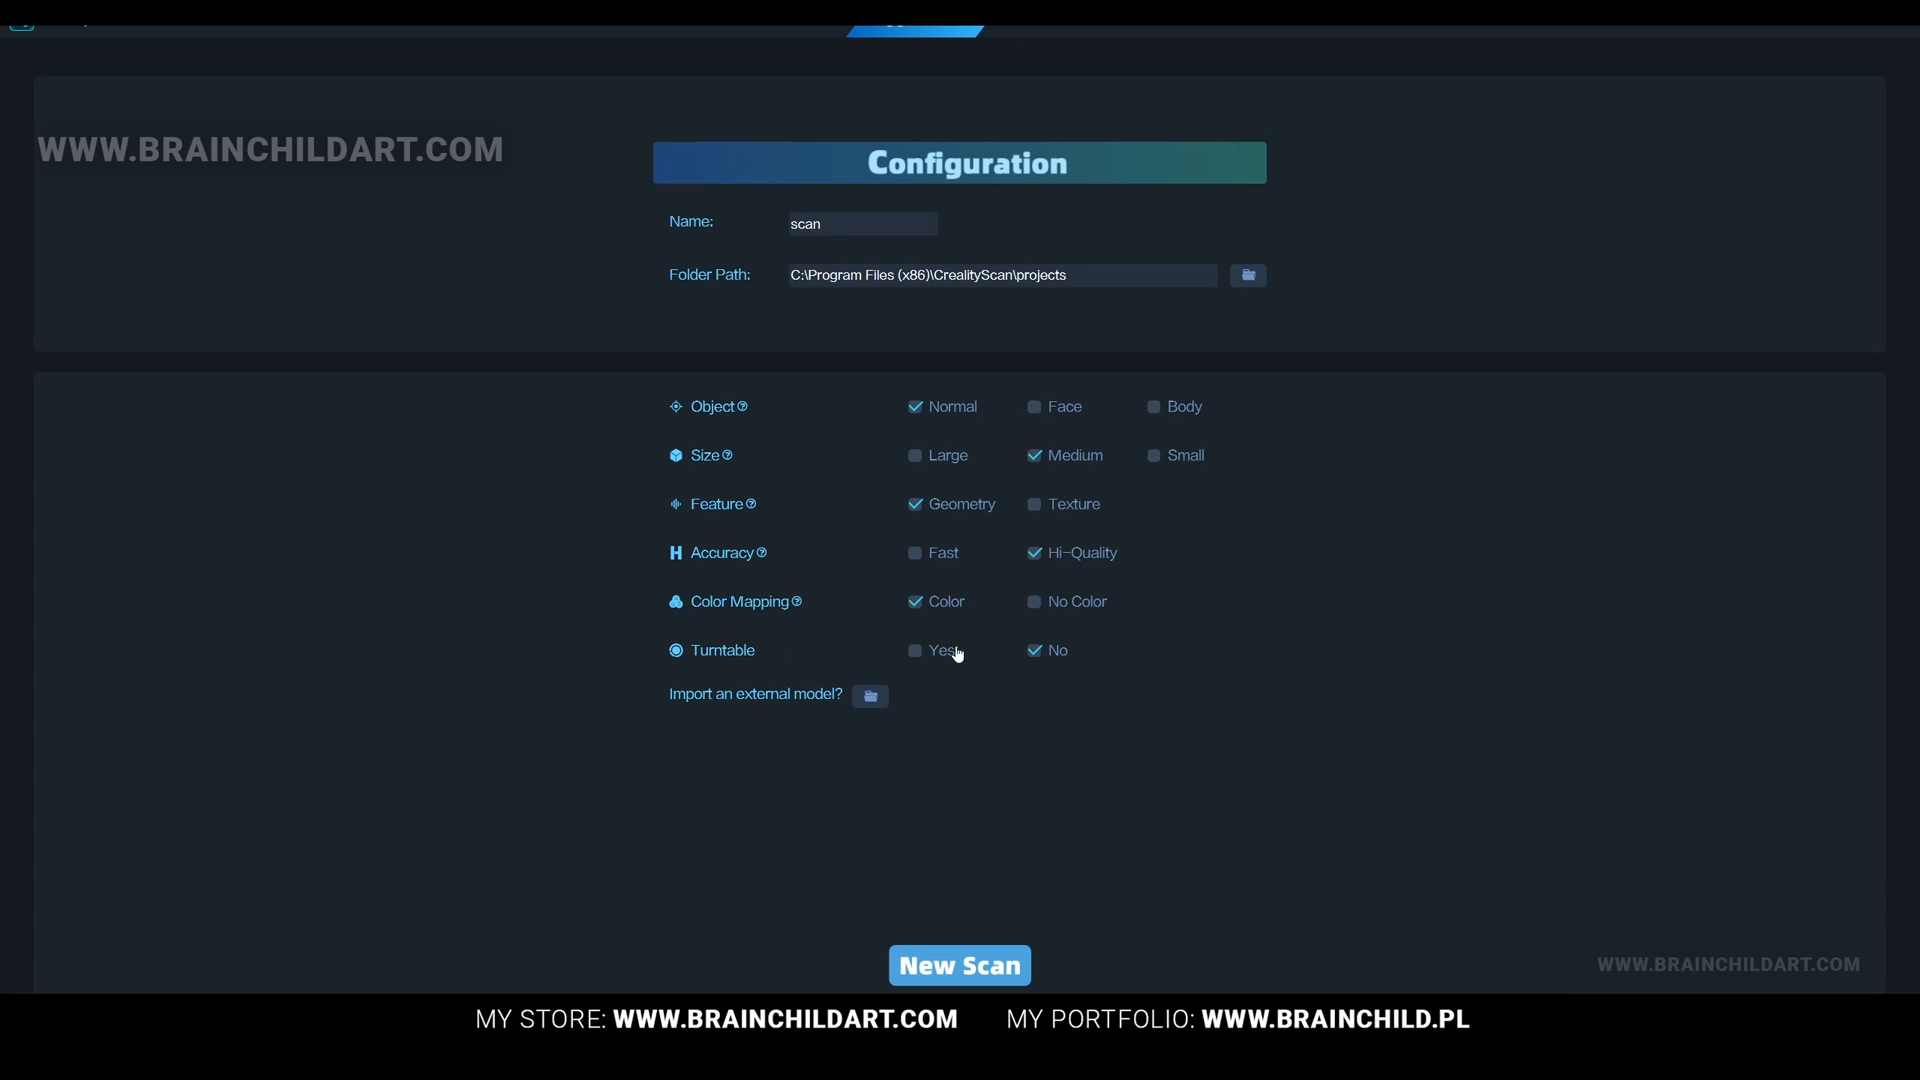 WWW.BRAINCHILDART.COM
Configuration
Name: scan
Folder Path: C:\Program Files (x86)\CrealityScan\projects
Object Normal Face Body
Size Large Medium Small
Feature Geometry Texture
Accuracy Fast Hi-Quality
Color Mapping Color No Color
Turntable Yes No
Import an external model?
New Scan
WWW.BRAINCHILDART.COM
MY STORE: WWW.BRAINCHILDART.COM MY PORTFOLIO: WWW.BRAINCHILD.PL